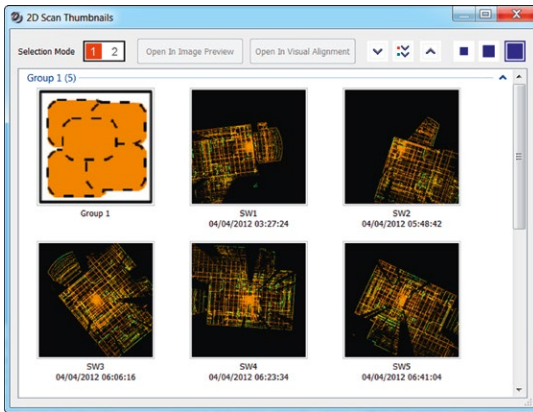 2D Scan Thumbnails
Selection Mode 1 2 Open In Image Preview Open In Visual Alignment
Group 1 (5)
Group 1
SW1
04/04/2012 03:27:24
SW2
04/04/2012 05:48:42
SW3
04/04/2012 06:06:16
SW4
04/04/2012 06:23:34
SW5
04/04/2012 06:41:04